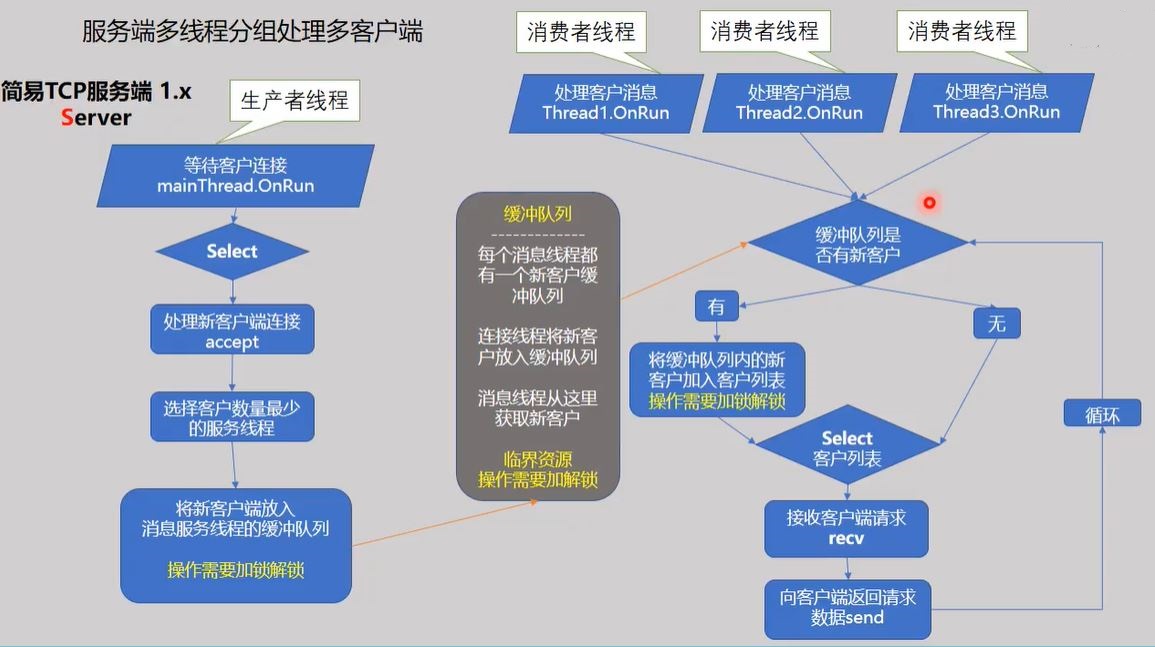 服务端多线程分组处理多客户端
简易TCP服务端 1.x
Server
生产者线程
等待客户连接
mainThread.OnRun
Select
处理新客户端连接
accept
选择客户数量最少
的服务线程
将新客户端放入
消息服务线程的缓冲队列
操作需要加锁解锁
缓冲队列
-------------
每个消息线程都
有一个新客户缓
冲队列
连接线程将新客
户放入缓冲队列
消息线程从这里
获取新客户
临界资源
操作需要加解锁
消费者线程
消费者线程
消费者线程
处理客户消息
Thread1.OnRun
处理客户消息
Thread2.OnRun
处理客户消息
Thread3.OnRun
缓冲队列是
否有新客户
有
无
将缓冲队列内的新
客户加入客户列表
操作需要加锁解锁
Select
客户列表
接收客户端请求
recv
向客户端返回请求
数据send
循环